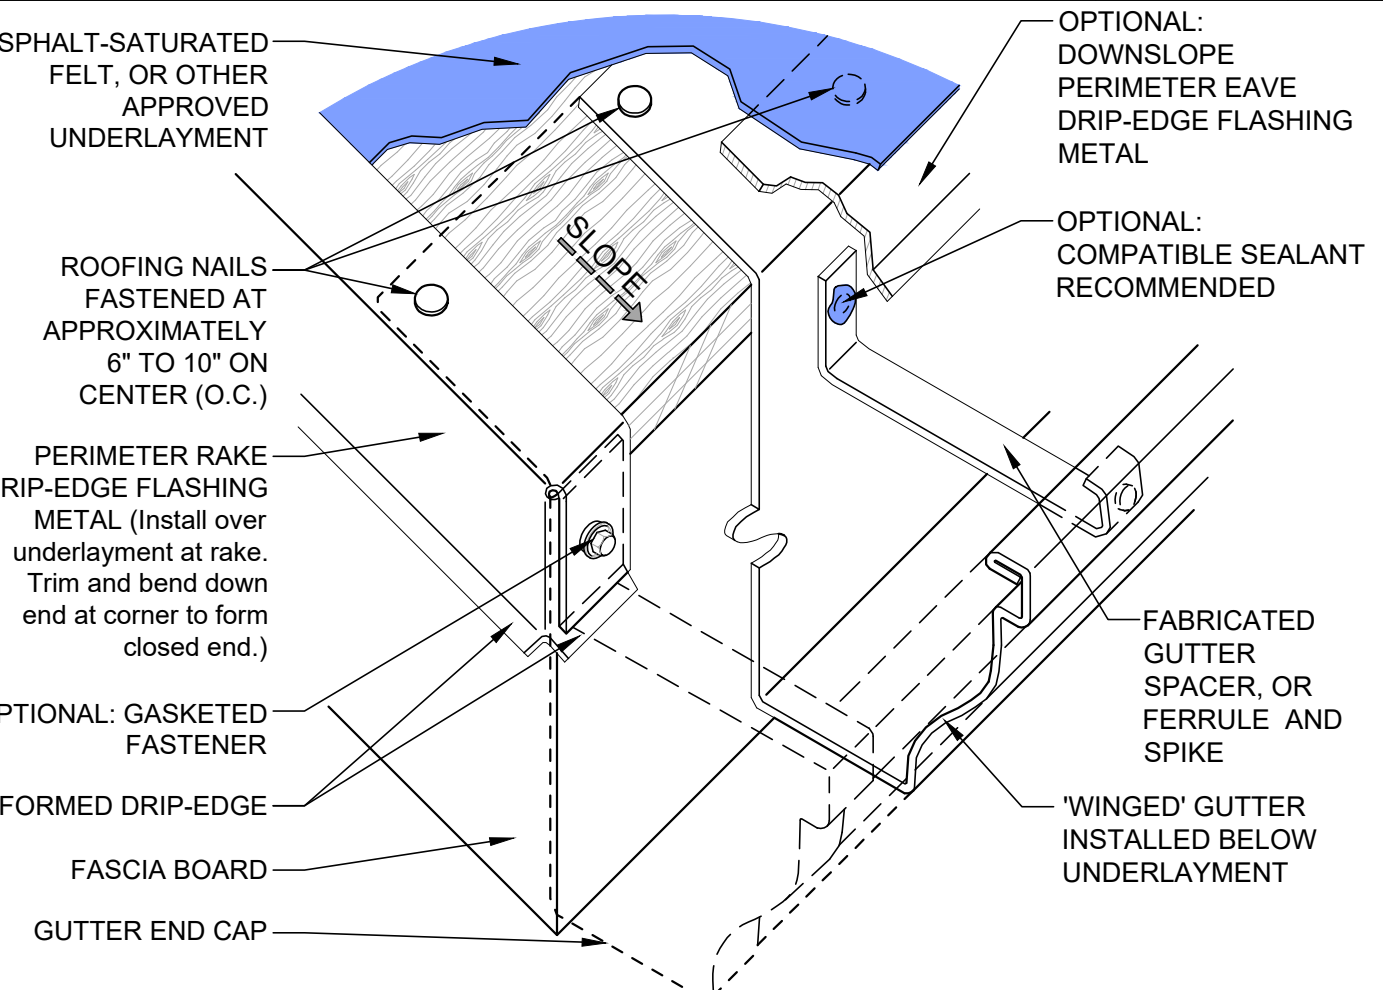 SPHALT-SATURATED
FELT, OR OTHER
APPROVED
UNDERLAYMENT
ROOFING NAILS
FASTENED AT
APPROXIMATELY
6" TO 10" ON
CENTER (O.C.)
PERIMETER RAKE
RIP-EDGE FLASHING
METAL (Install over
underlayment at rake.
Trim and bend down
end at corner to form
closed end.)
PTIONAL: GASKETED
FASTENER
FORMED DRIP-EDGE
FASCIA BOARD
GUTTER END CAP
SLOPE
OPTIONAL:
DOWNSLOPE
PERIMETER EAVE
DRIP-EDGE FLASHING
METAL
OPTIONAL:
COMPATIBLE SEALANT
RECOMMENDED
FABRICATED
GUTTER
SPACER, OR
FERRULE AND
SPIKE
'WINGED' GUTTER
INSTALLED BELOW
UNDERLAYMENT